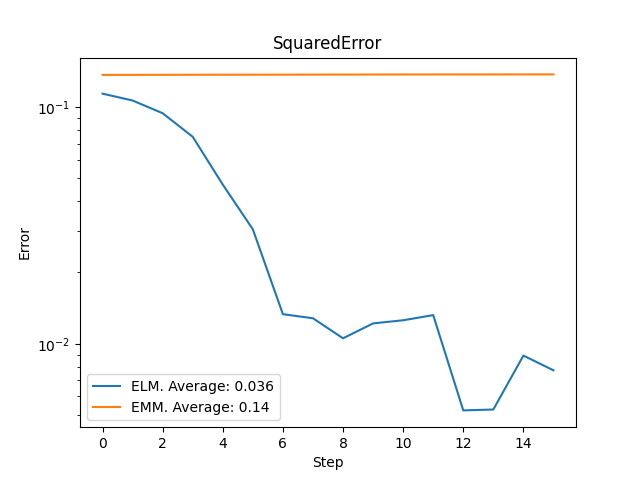 SquaredError
10⁻¹
10⁻²
Error
ELM. Average: 0.036
EMM. Average: 0.14
0 2 4 6 8 10 12 14
Step